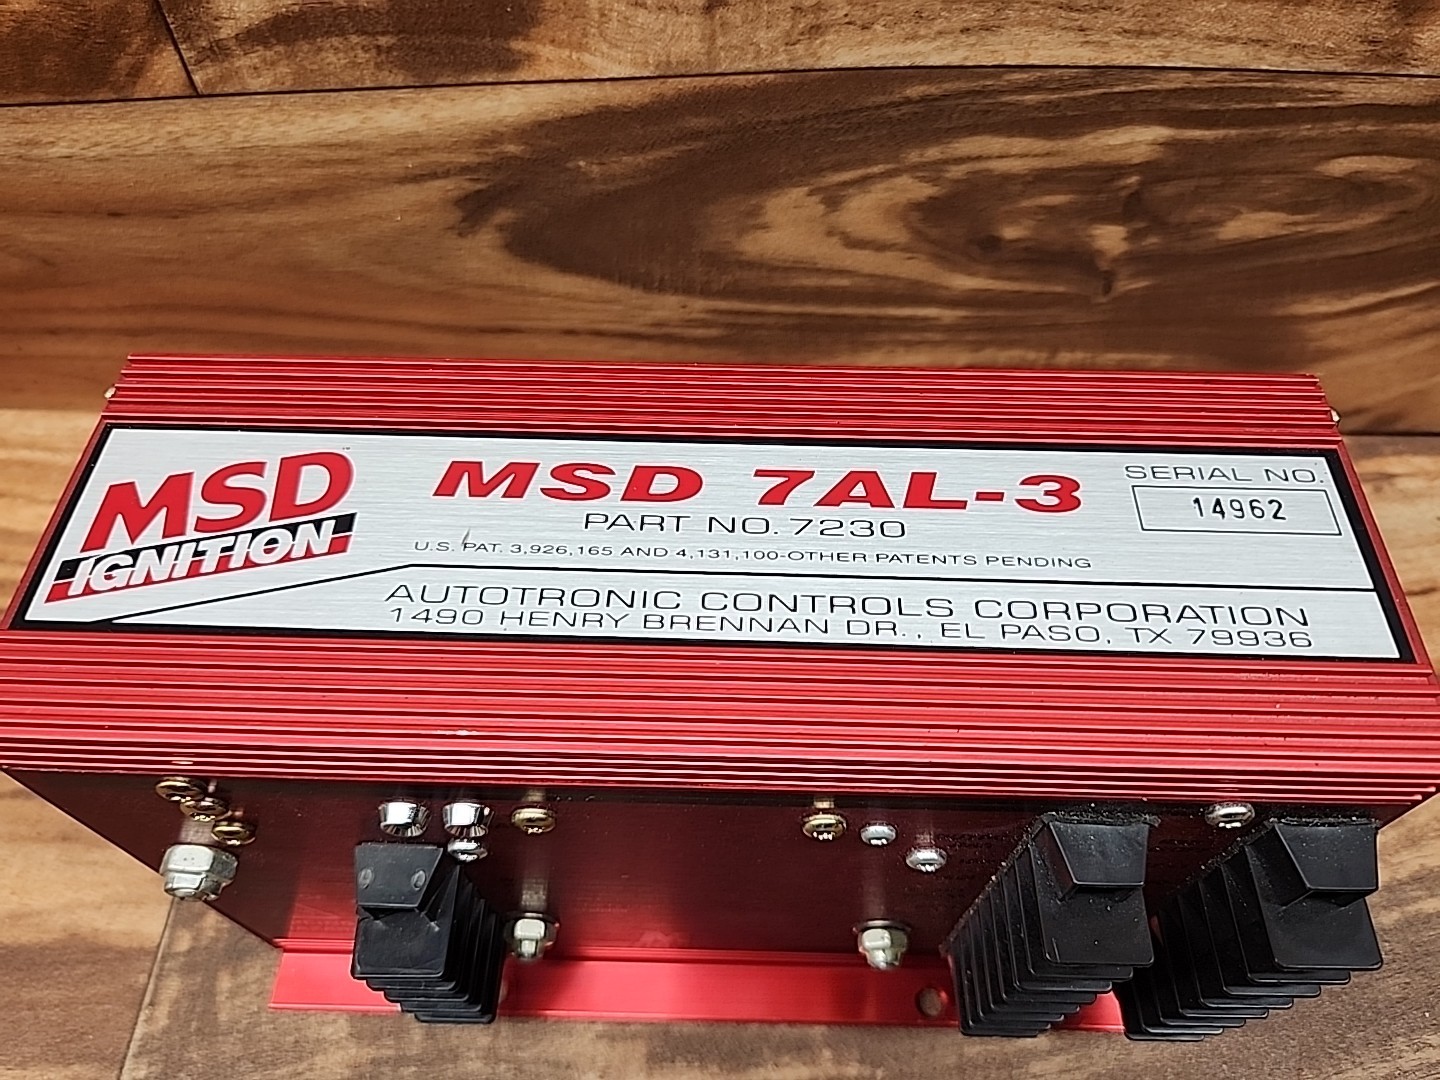 MSD
IGNITION
MSD 7AL-3
PART NO. 7230
U.S. PAT. 3,926,165 AND 4,131,100-OTHER PATENTS PENDING
SERIAL NO.
14962
AUTOTRONIC CONTROLS CORPORATION
1490 HENRY BRENNAN DR., EL PASO, TX 79936